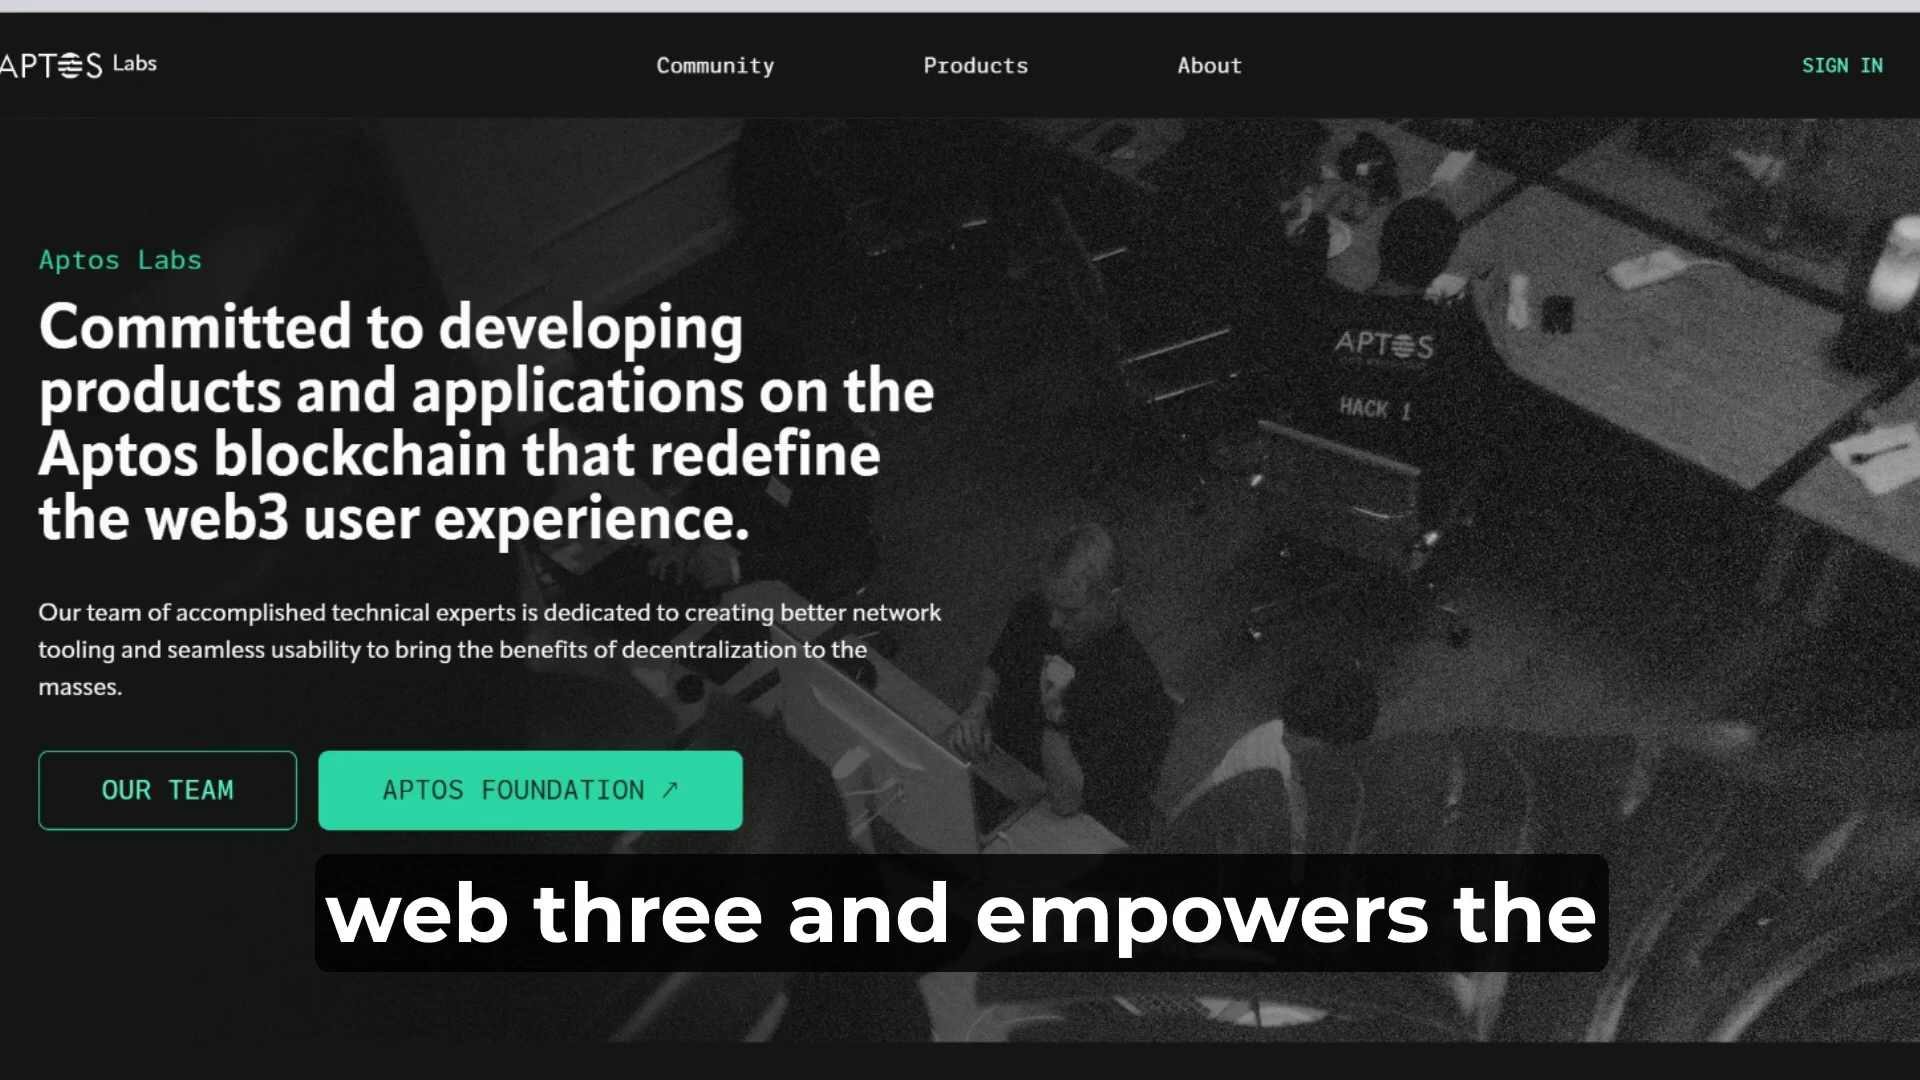 APTOS Labs
Community
Products
About
SIGN IN
Aptos Labs
Committed to developing
products and applications on the
Aptos blockchain that redefine
the web3 user experience.
APTOS
HACK 1
Our team of accomplished technical experts is dedicated to creating better network
tooling and seamless usability to bring the benefits of decentralization to the
masses.
OUR TEAM
APTOS FOUNDATION ↗
web three and empowers the